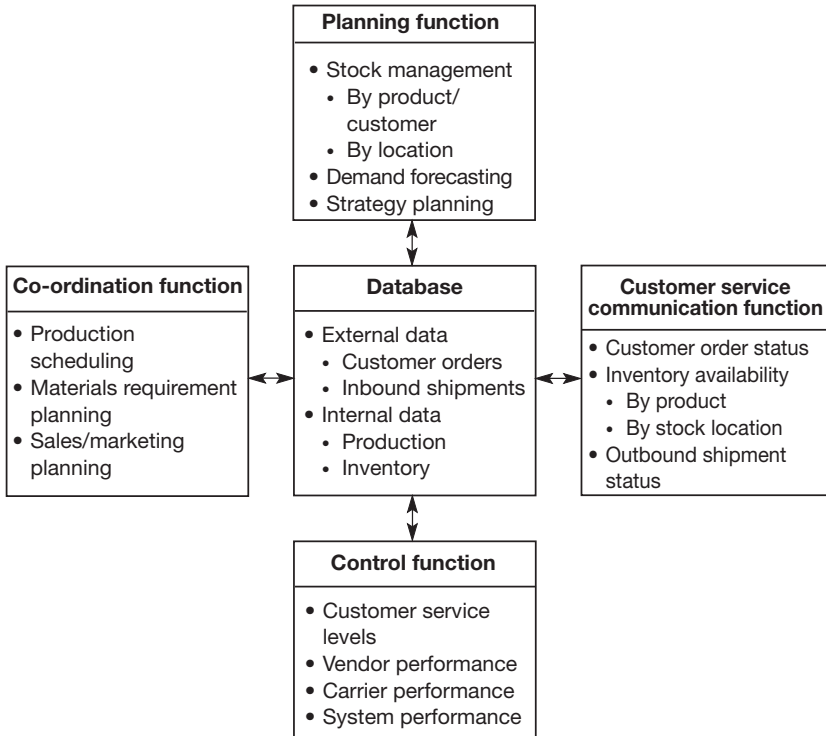 Planning function
• Stock management
• By product/
customer
• By location
• Demand forecasting
• Strategy planning
Co-ordination function
• Production
scheduling
• Materials requirement
planning
• Sales/marketing
planning
Database
• External data
• Customer orders
• Inbound shipments
• Internal data
• Production
• Inventory
Customer service
communication function
• Customer order status
• Inventory availability
• By product
• By stock location
• Outbound shipment
status
Control function
• Customer service
levels
• Vendor performance
• Carrier performance
• System performance